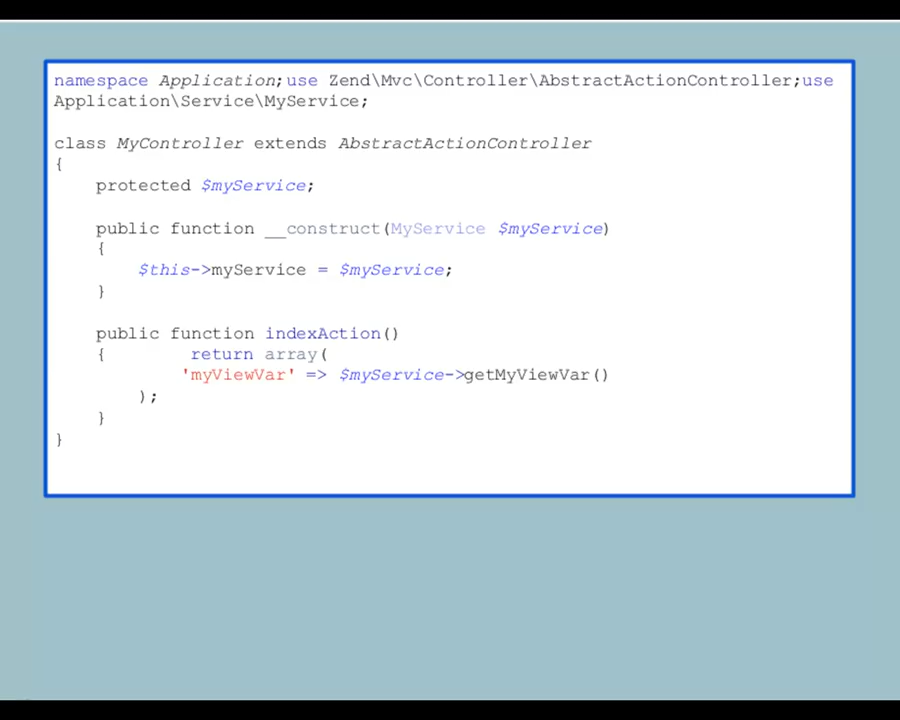 namespace Application;use Zend\Mvc\Controller\AbstractActionController;use
Application\Service\MyService;
class MyController extends AbstractActionController
{
    protected $myService;
    public function __construct(MyService $myService)
    {
        $this->myService = $myService;
    }
    public function indexAction()
    {        return array(
            'myViewVar' => $myService->getMyViewVar()
        );
    }
}